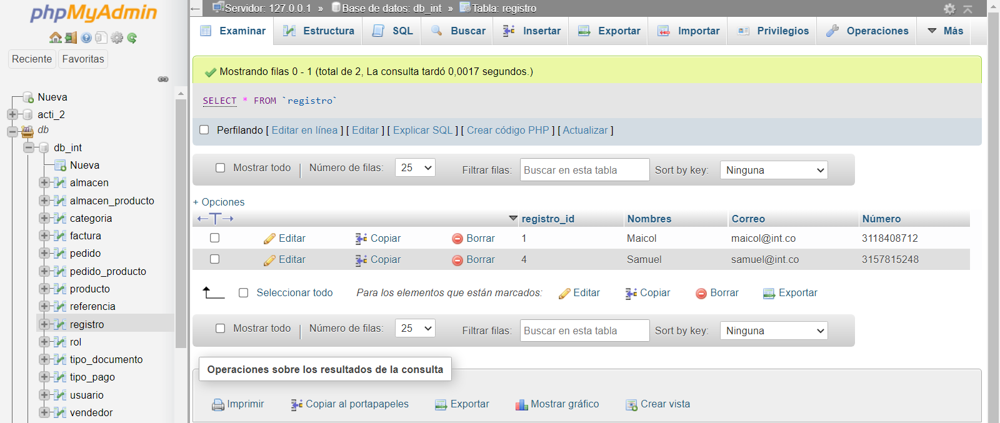 phpMyAdmin
Reciente Favoritas
Nueva
acti_2
db
db_int
Nueva
almacen
almacen_producto
categoria
factura
pedido
pedido_producto
producto
referencia
registro
rol
tipo_documento
tipo_pago
usuario
vendedor
Servidor: 127.0.0.1 » Base de datos: db_int » Tabla: registro
Examinar Estructura SQL Buscar Insertar Exportar Importar Privilegios Operaciones Más
Mostrando filas 0 - 1 (total de 2, La consulta tardó 0,0017 segundos.)
SELECT * FROM `registro`
Perfilando [ Editar en línea ] [ Editar ] [ Explicar SQL ] [ Crear código PHP ] [ Actualizar ]
Mostrar todo | Número de filas: 25 Filtrar filas: Buscar en esta tabla Sort by key: Ninguna
+ Opciones
←T→ registro_id Nombres Correo Número
Editar Copiar Borrar 1 Maicol maicol@int.co 3118408712
Editar Copiar Borrar 4 Samuel samuel@int.co 3157815248
Seleccionar todo Para los elementos que están marcados: Editar Copiar Borrar Exportar
Mostrar todo | Número de filas: 25 Filtrar filas: Buscar en esta tabla Sort by key: Ninguna
Operaciones sobre los resultados de la consulta
Imprimir Copiar al portapapeles Exportar Mostrar gráfico Crear vista